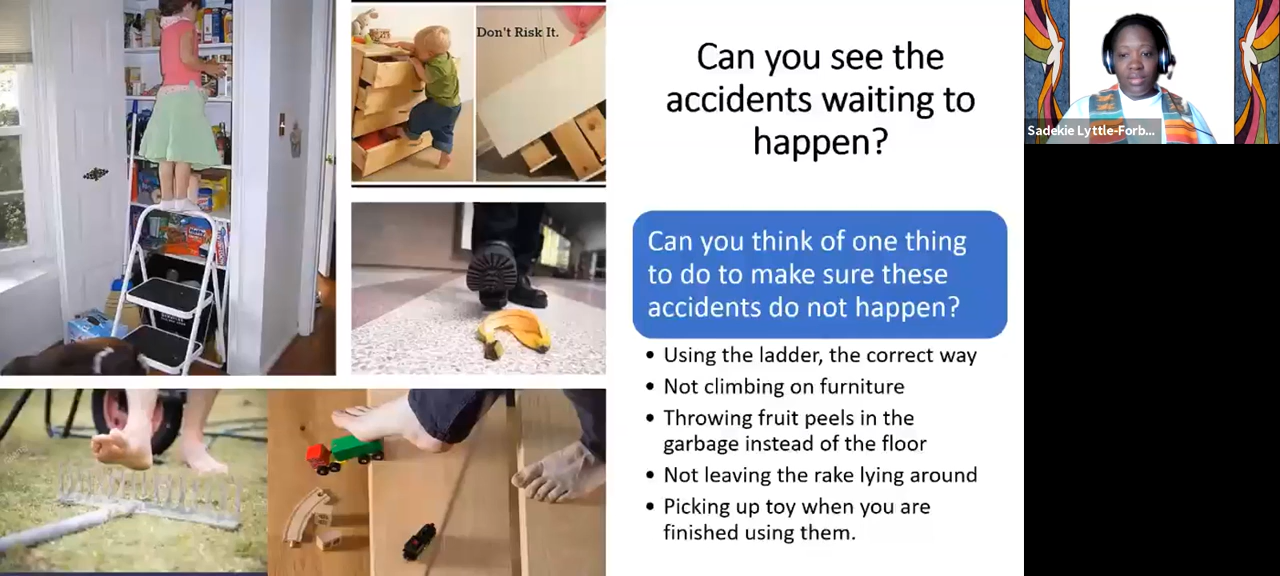 Don't Risk It.
Can you see the
accidents waiting to
happen?
Can you think of one thing
to do to make sure these
accidents do not happen?
• Using the ladder, the correct way
• Not climbing on furniture
• Throwing fruit peels in the
garbage instead of the floor
• Not leaving the rake lying around
• Picking up toy when you are
finished using them.
Sadekie Lyttle-Forb...